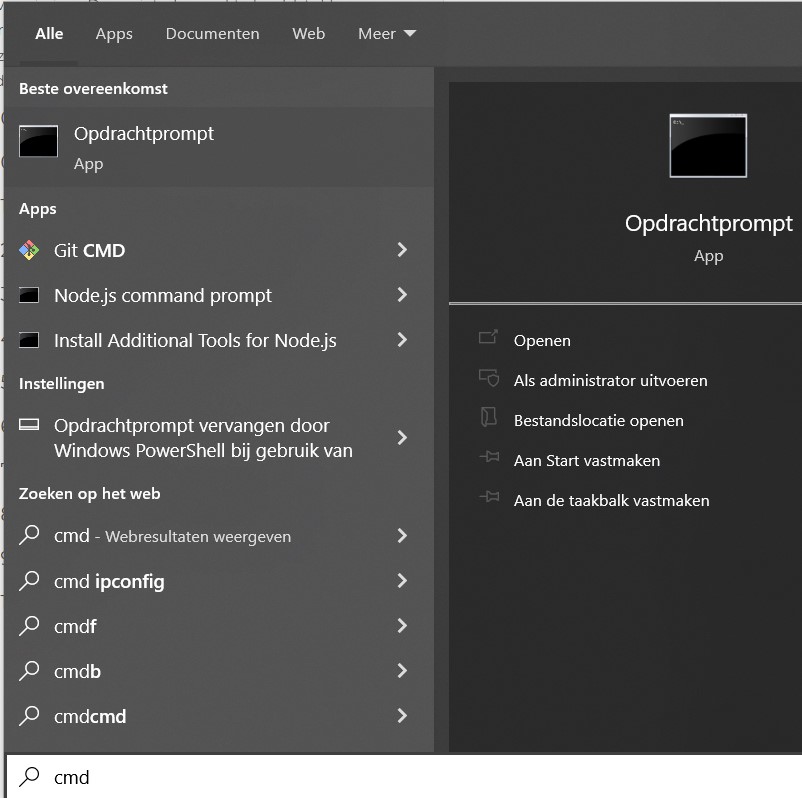 Alle Apps Documenten Web Meer
Beste overeenkomst
Opdrachtprompt
App
Apps
Git CMD
Node.js command prompt
Install Additional Tools for Node.js
Instellingen
Opdrachtprompt vervangen door
Windows PowerShell bij gebruik van
Zoeken op het web
cmd - Webresultaten weergeven
cmd ipconfig
cmdf
cmdb
cmdcmd
cmd
Opdrachtprompt
App
Openen
Als administrator uitvoeren
Bestandslocatie openen
Aan Start vastmaken
Aan de taakbalk vastmaken